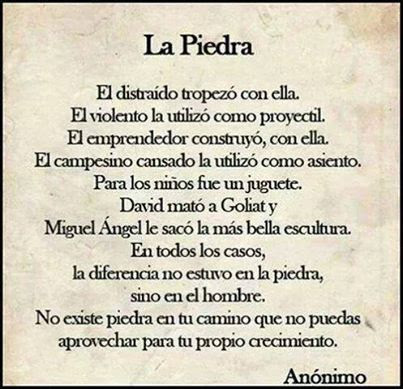 La Piedra
El distraído tropezó con ella.
El violento la utilizó como proyectil.
El emprendedor construyó, con ella.
El campesino cansado la utilizó como asiento.
Para los niños fue un juguete.
David mató a Goliat y
Miguel Ángel le sacó la más bella escultura.
En todos los casos,
la diferencia no estuvo en la piedra,
sino en el hombre.
No existe piedra en tu camino que no puedas
aprovechar para tu propio crecimiento.
Anónimo